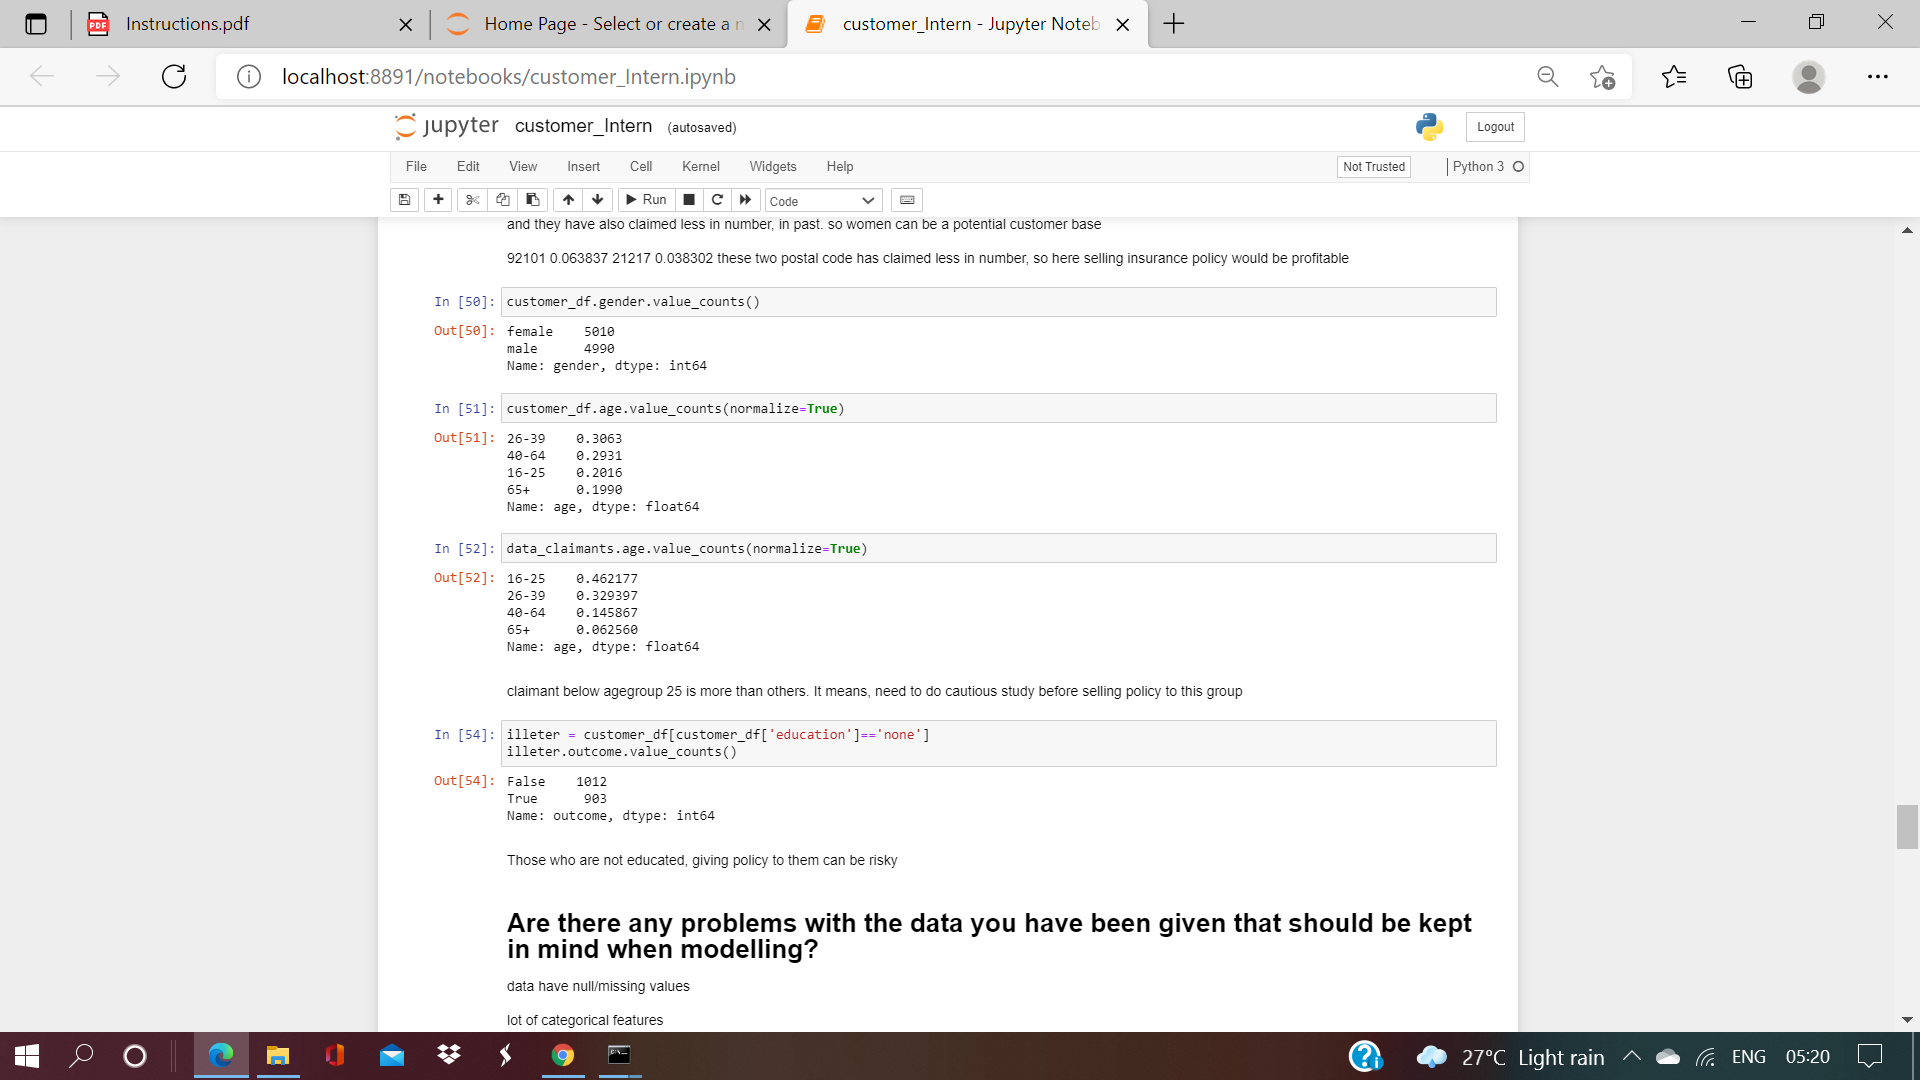 Instructions.pdf
Home Page - Select or create a n
customer_Intern - Jupyter Noteb
localhost:8891/notebooks/customer_Intern.ipynb
jupyter customer_Intern (autosaved)
Logout
File Edit View Insert Cell Kernel Widgets Help
Not Trusted
Python 3
Run
Code
and they have also claimed less in number, in past. so women can be a potential customer base
92101 0.063837 21217 0.038302 these two postal code has claimed less in number, so here selling insurance policy would be profitable
In [50]: customer_df.gender.value_counts()
Out[50]: female 5010
male 4990
Name: gender, dtype: int64
In [51]: customer_df.age.value_counts(normalize=True)
Out[51]: 26-39 0.3063
40-64 0.2931
16-25 0.2016
65+ 0.1990
Name: age, dtype: float64
In [52]: data_claimants.age.value_counts(normalize=True)
Out[52]: 16-25 0.462177
26-39 0.329397
40-64 0.145867
65+ 0.062560
Name: age, dtype: float64
claimant below agegroup 25 is more than others. It means, need to do cautious study before selling policy to this group
In [54]: illeter = customer_df[customer_df['education']=='none']
illeter.outcome.value_counts()
Out[54]: False 1012
True 903
Name: outcome, dtype: int64
Those who are not educated, giving policy to them can be risky
Are there any problems with the data you have been given that should be kept
in mind when modelling?
data have null/missing values
lot of categorical features
27°C Light rain
ENG
05:20